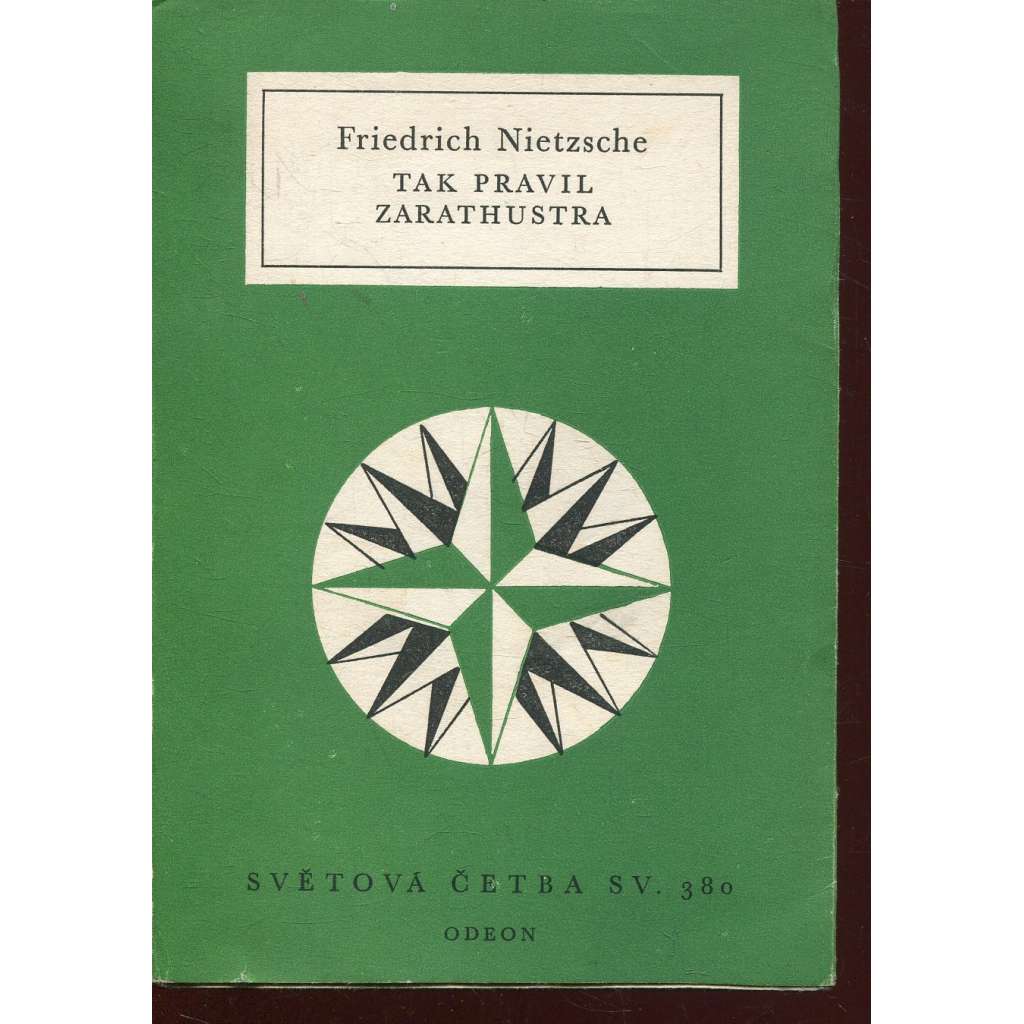 Friedrich Nietzsche
TAK PRAVIL
ZARATHUSTRA
SVĚTOVÁ ČETBA SV. 380
ODEON